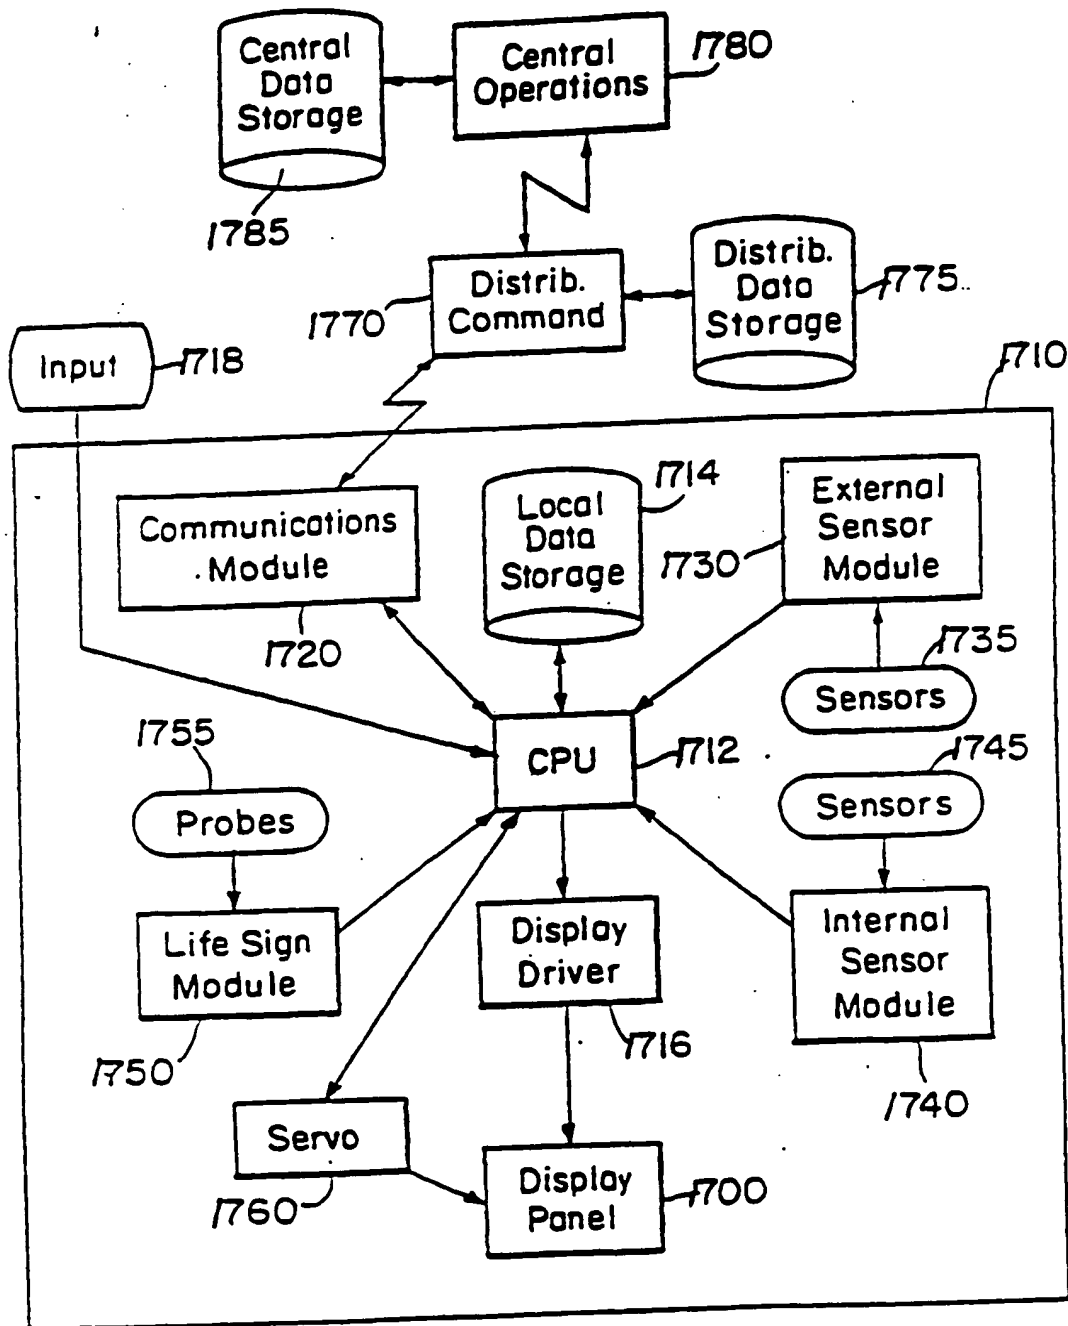 Central
Data
Storage
1785
Central
Operations
1780
Distrib.
Command
1770
Distrib.
Data
Storage
1775
Input
1718
1710
Communications
Module
1720
Local
Data
Storage
1714
External
Sensor
Module
1730
Sensors
1735
CPU
1712
Probes
1755
Sensors
1745
Life Sign
Module
1750
Display
Driver
1716
Internal
Sensor
Module
1740
Servo
1760
Display
Panel
1700